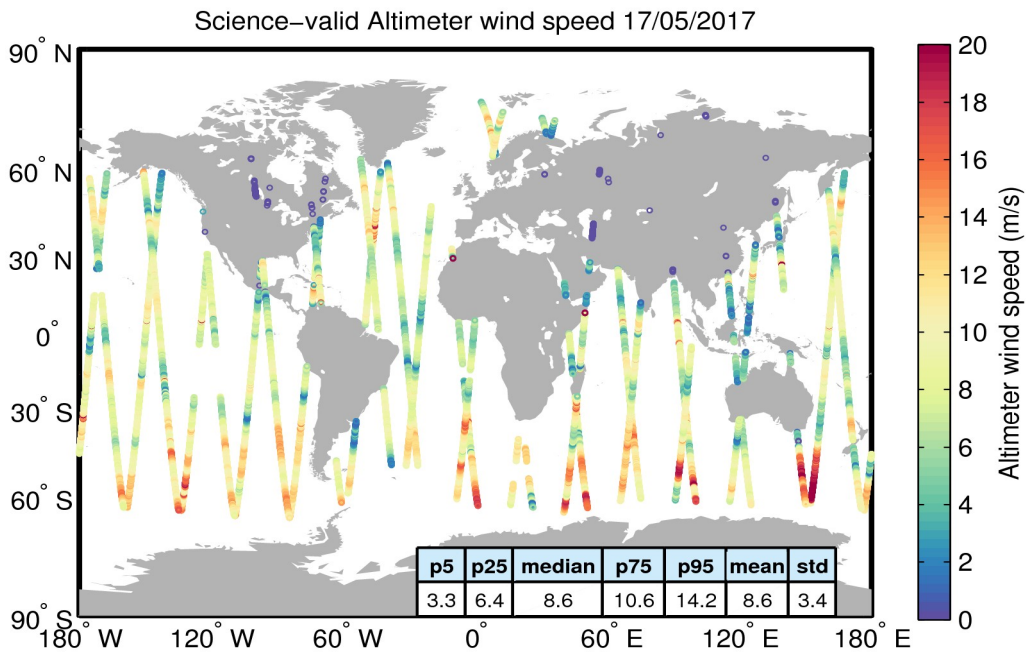 Science−valid Altimeter wind speed 17/05/2017
90° N
60° N
30° N
0°
30° S
60° S
90° S
180° W
120° W
60° W
0°
60° E
120° E
180° E
p5 p25 median p75 p95 mean std
3.3 6.4 8.6 10.6 14.2 8.6 3.4
20
18
16
14
12
10
8
6
4
2
0
Altimeter wind speed (m/s)